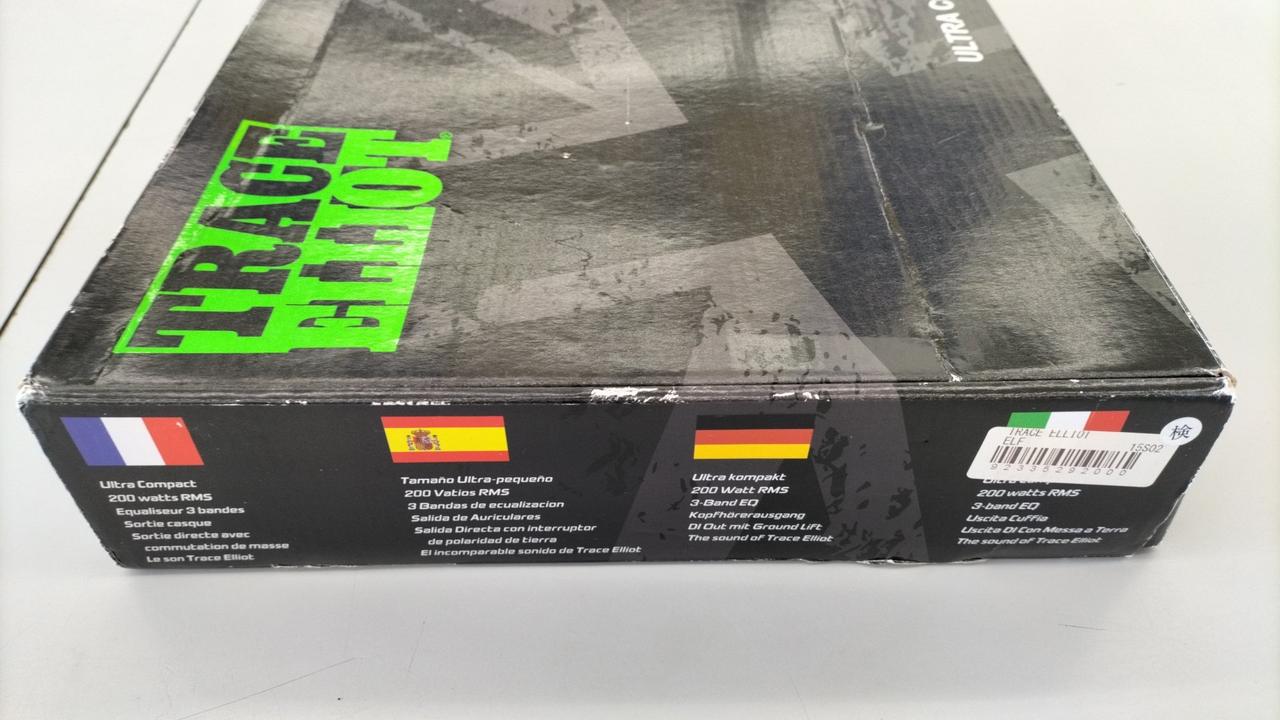 ULTRA C
TRACE
ELLIOT®
Ultra Compact
200 watts RMS
Equaliseur 3 bandes
Sortie casque
Sortie directe avec
commutation de masse
Le son Trace Elliot
Tamaño Ultra-pequeño
200 Vatios RMS
3 Bandas de ecualizacion
Salida de Auriculares
Salida Directa con interruptor
de polaridad de tierra
El incomparable sonido de Trace Elliot
Ultra kompakt
200 Watt RMS
3-Band EQ
Kopfhörerausgang
DI Out mit Ground Lift
The sound of Trace Elliot
TRACE ELLIOT
ELF
15S02
9233529200
検
200 watts RMS
3-band EQ
Uscita Cuffia
Uscita DI Con Messa a Terra
The sound of Trace Elliot